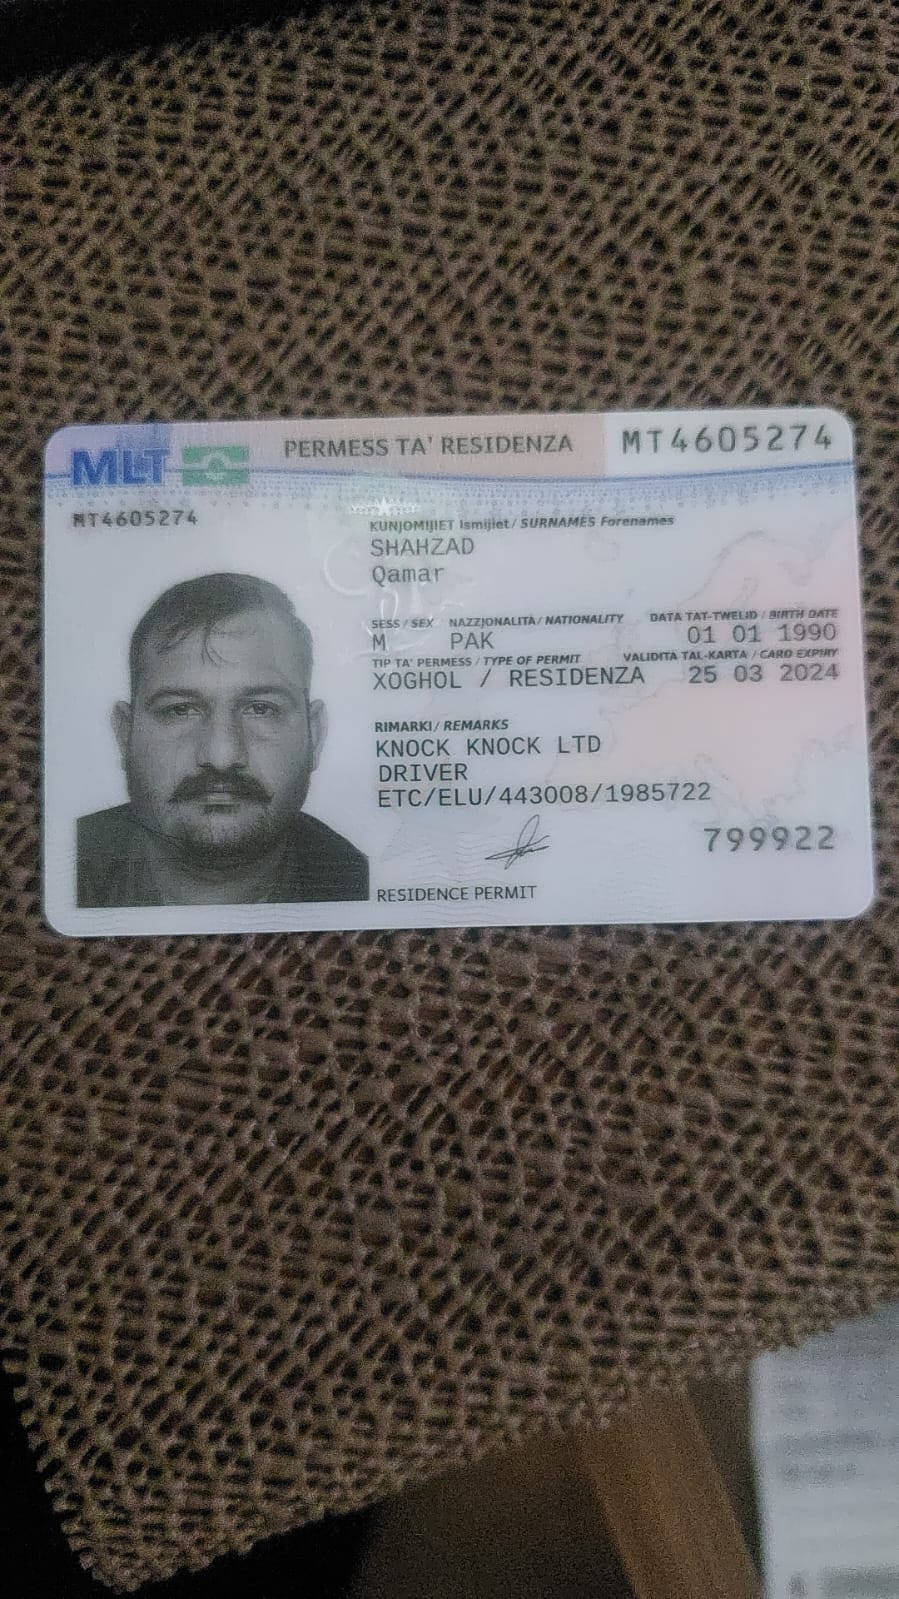 MLT
PERMESS TA' RESIDENZA
MT4605274
MT4605274
KUNJOMIJIET Ismijiet / SURNAMES Forenames
SHAHZAD
Qamar
SESS / SEX NAZZJONALITÀ / NATIONALITY DATA TAT-TWELID / BIRTH DATE
M PAK 01 01 1990
TIP TA' PERMESS / TYPE OF PERMIT VALIDITÀ TAL-KARTA / CARD EXPIRY
XOGHOL / RESIDENZA 25 03 2024
RIMARKI / REMARKS
KNOCK KNOCK LTD
DRIVER
ETC/ELU/443008/1985722
799922
RESIDENCE PERMIT